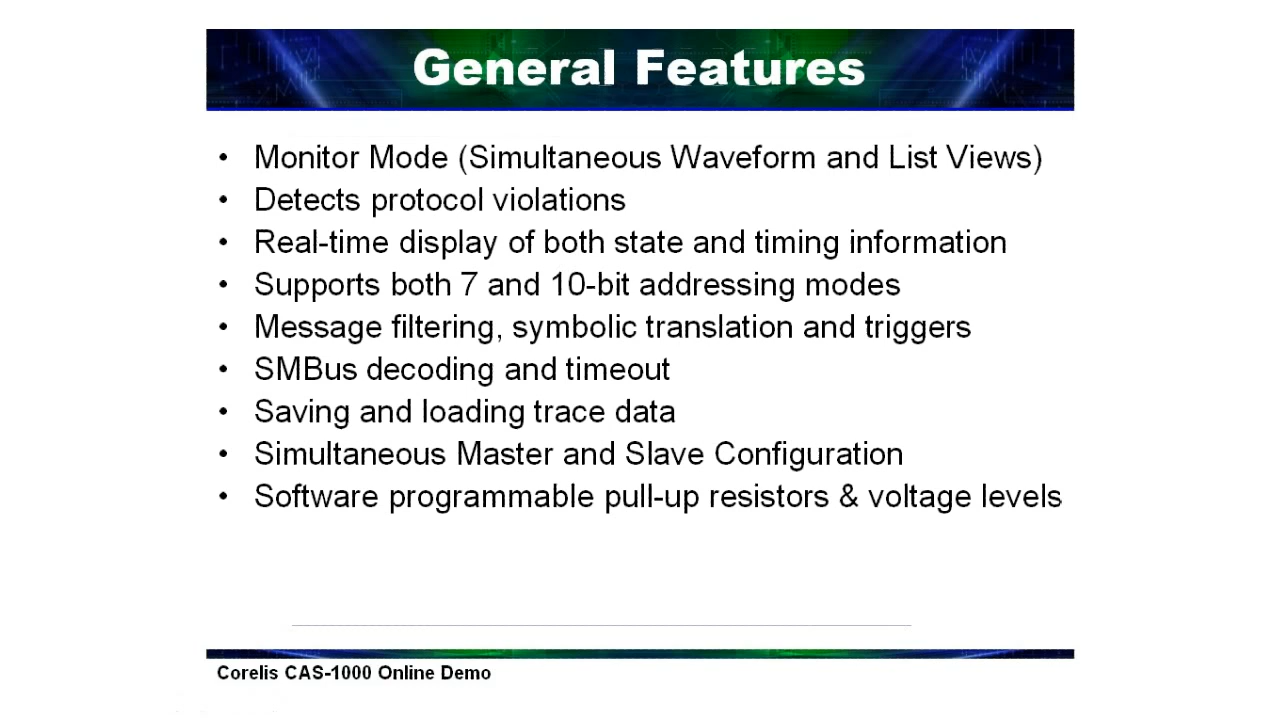 General Features
• Monitor Mode (Simultaneous Waveform and List Views)
• Detects protocol violations
• Real-time display of both state and timing information
• Supports both 7 and 10-bit addressing modes
• Message filtering, symbolic translation and triggers
• SMBus decoding and timeout
• Saving and loading trace data
• Simultaneous Master and Slave Configuration
• Software programmable pull-up resistors & voltage levels
Corelis CAS-1000 Online Demo